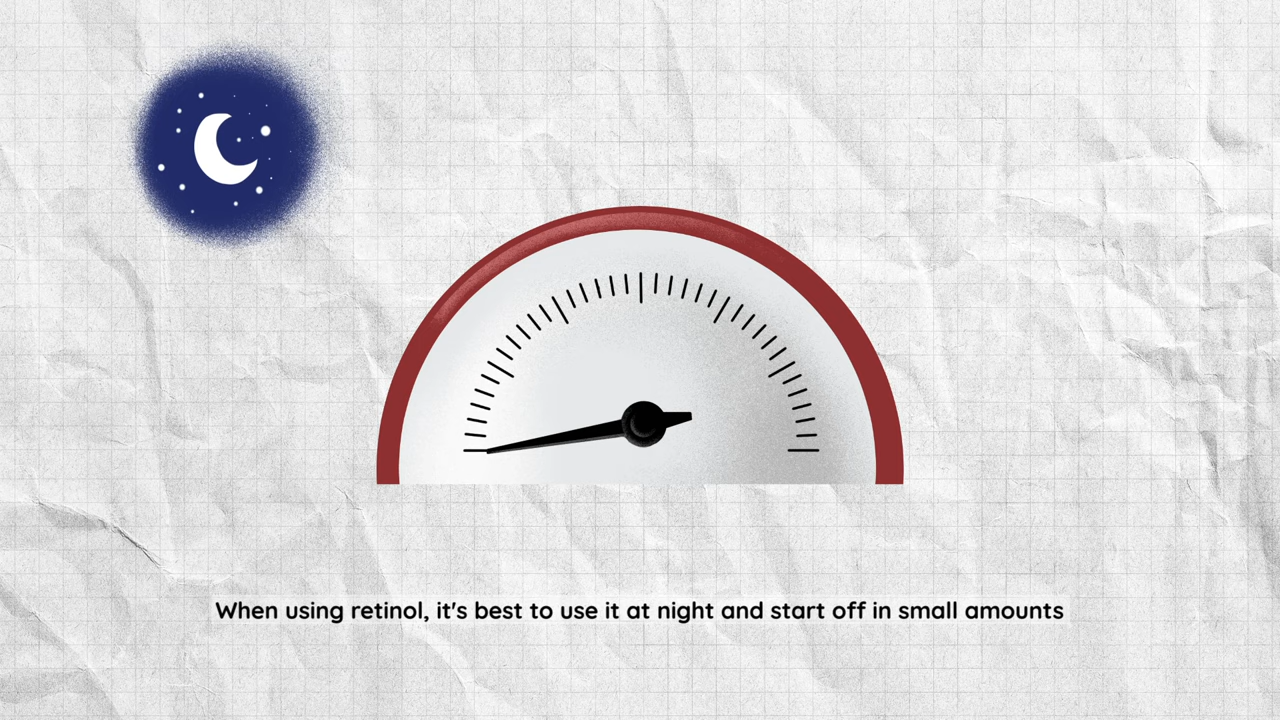 When using retinol, it's best to use it at night and start off in small amounts